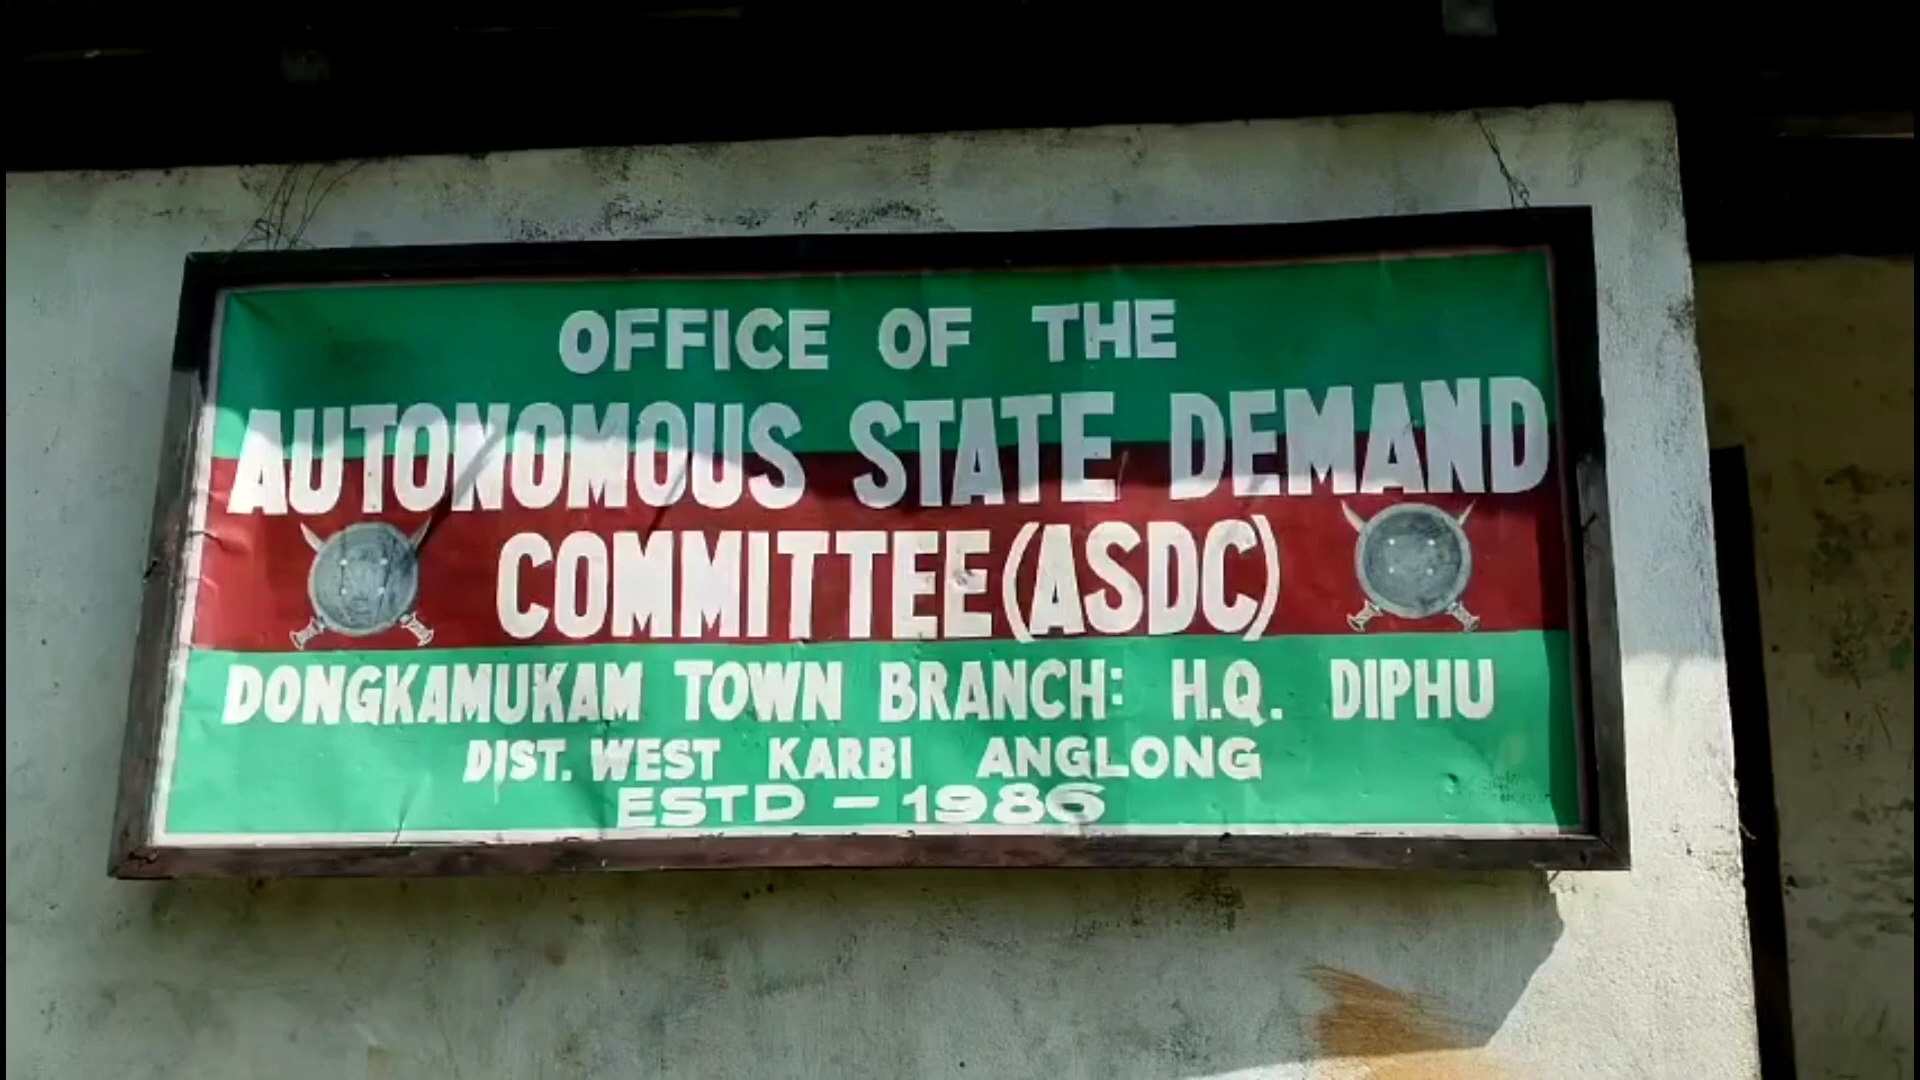 OFFICE OF THE
AUTONOMOUS STATE DEMAND
COMMITTEE (ASDC)
DONGKAMUKAM TOWN BRANCH: H.Q. DIPHU
DIST. WEST KARBI ANGLONG
ESTD - 1986